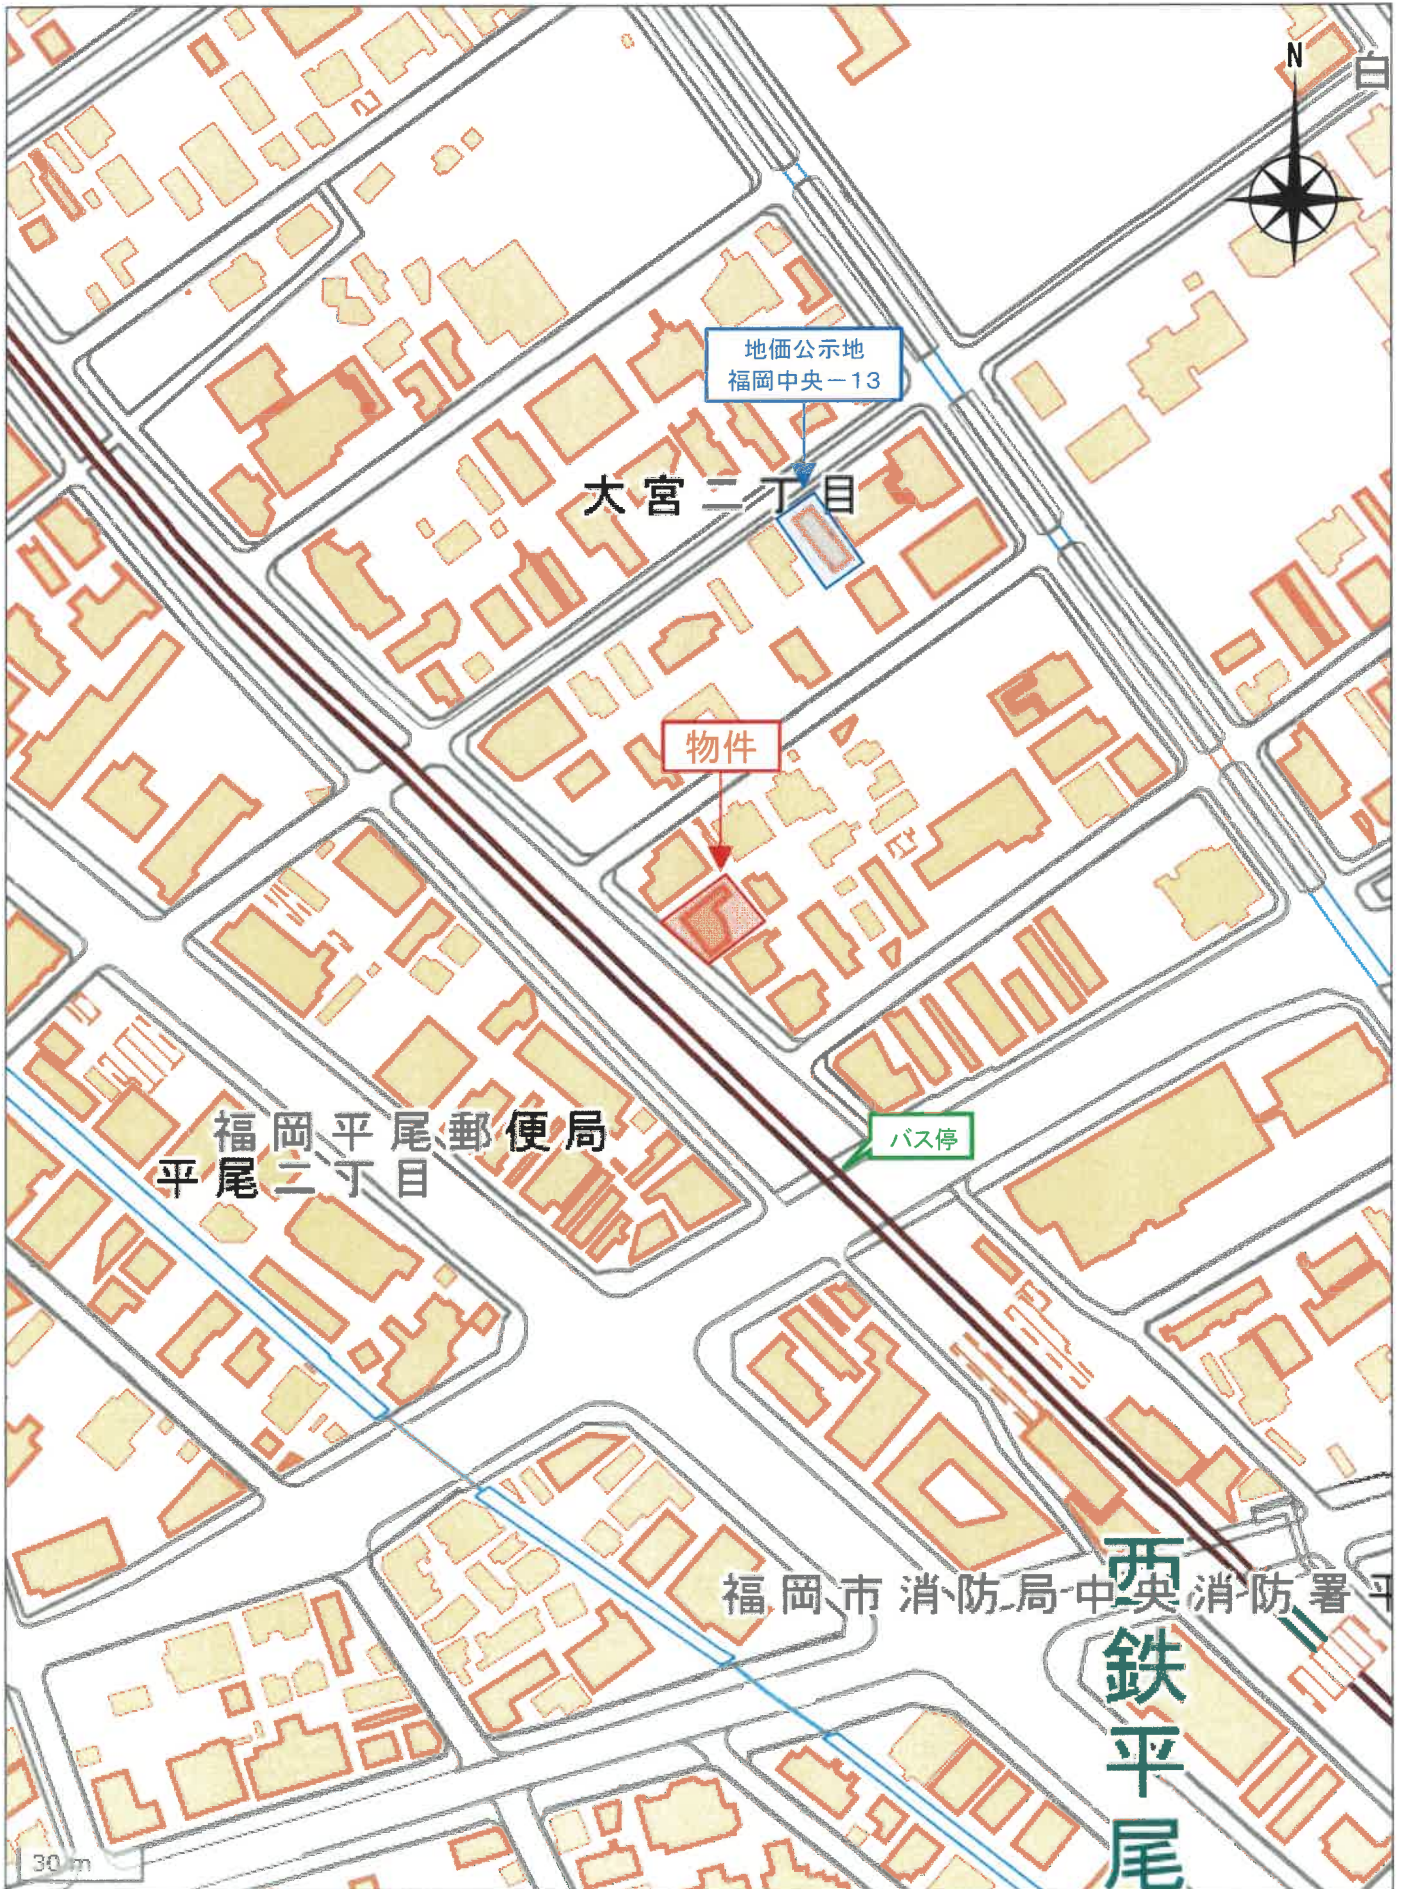 N
白
地価公示地
福岡中央－13
大宮二丁目
物件
バス停
福岡平尾郵便局
平尾二丁目
福岡市消防局中央消防署平
西鉄平尾
30 m